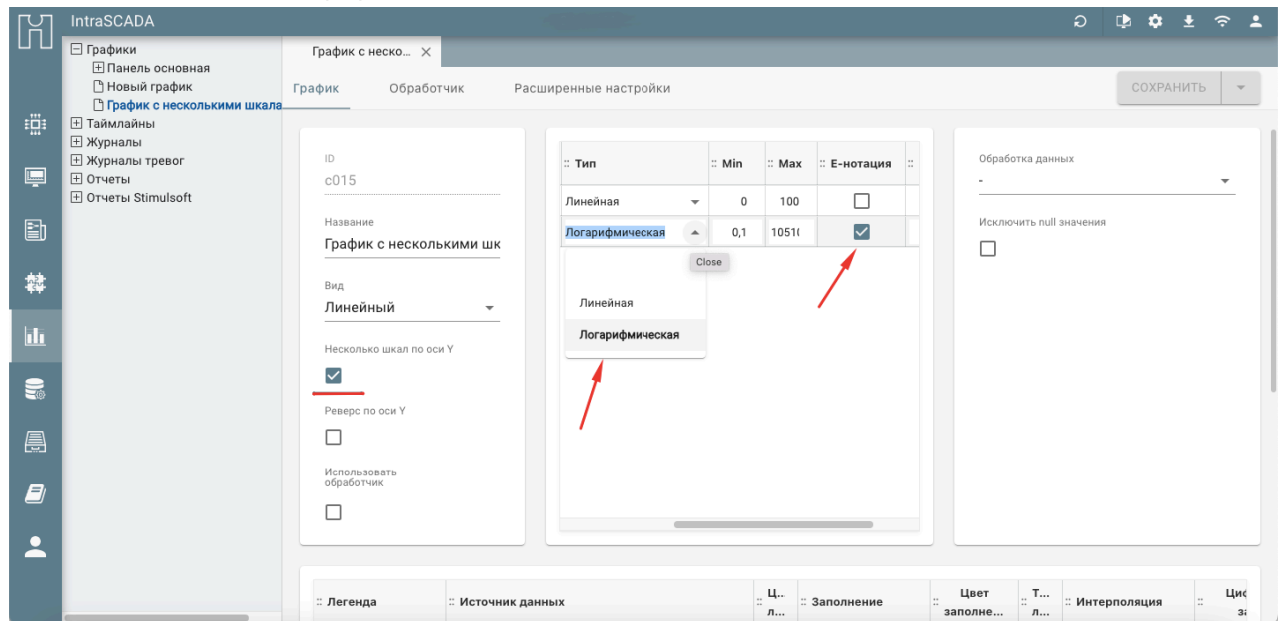 IntraSCADA
Графики
Панель основная
Новый график
График с несколькими шкала
Таймлайны
Журналы
Журналы тревог
Отчеты
Отчеты Stimulsoft
График с неско...
График
Обработчик
Расширенные настройки
СОХРАНИТЬ
ID
c015
Название
График с несколькими шк
Вид
Линейный
Несколько шкал по оси Y
Реверс по оси Y
Использовать
обработчик
Тип Min Max Е-нотация
Линейная 0 100
Логарифмическая 0,1 1051(
Close
Линейная
Логарифмическая
Обработка данных
-
Исключить null значения
Легенда
Источник данных
Ц...
л...
Заполнение
Цвет
заполне...
Т...
л...
Интерполяция